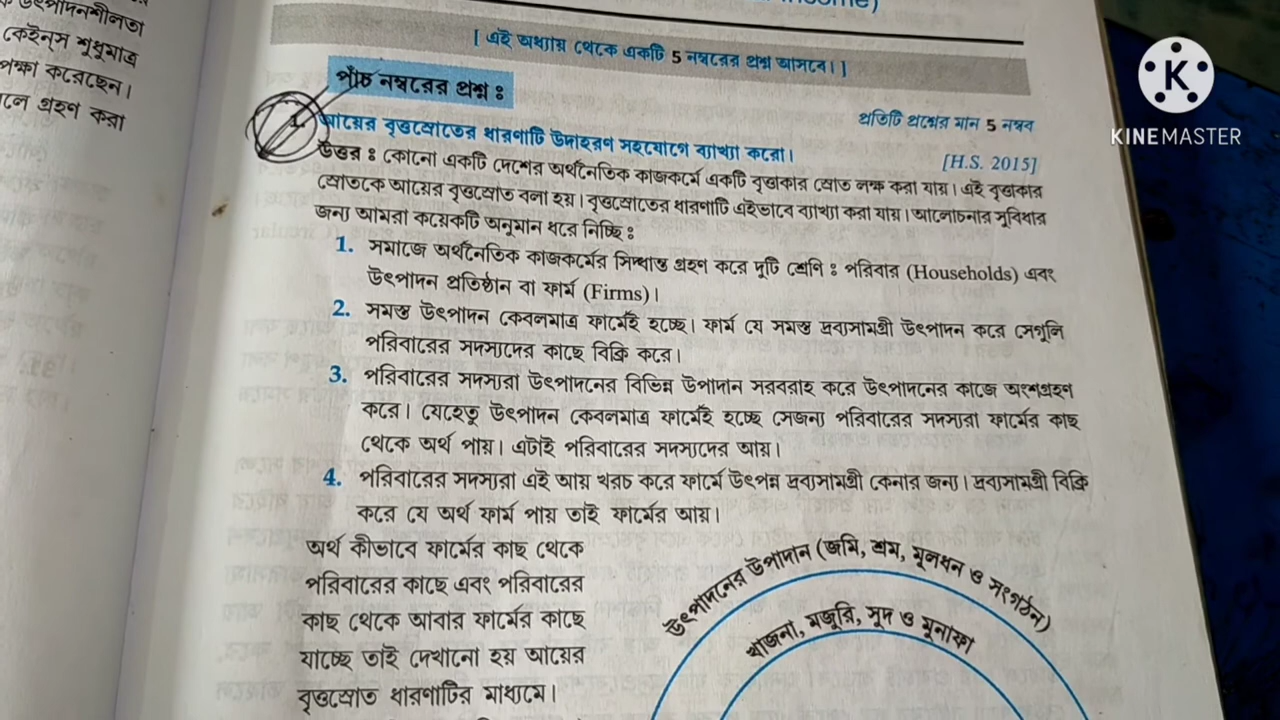 উৎপাদনশীলতা
কেইন্‌স শুধুমাত্র
পক্ষা করেছেন।
লে গ্রহণ করা
[ এই অধ্যায় থেকে একটি 5 নম্বরের প্রশ্ন আসবে। ]
পাঁচ নম্বরের প্রশ্ন ঃ
প্রতিটি প্রশ্নের মান 5 নম্বর
1. আয়ের বৃত্তস্রোতের ধারণাটি উদাহরণ সহযোগে ব্যাখ্যা করো।
[H.S. 2015]
উত্তর ঃ কোনো একটি দেশের অর্থনৈতিক কাজকর্মে একটি বৃত্তাকার স্রোত লক্ষ করা যায়। এই বৃত্তাকার
স্রোতকে আয়ের বৃত্তস্রোত বলা হয়। বৃত্তস্রোতের ধারণাটি এইভাবে ব্যাখ্যা করা যায়। আলোচনার সুবিধার
জন্য আমরা কয়েকটি অনুমান ধরে নিচ্ছি ঃ
1. সমাজে অর্থনৈতিক কাজকর্মের সিদ্ধান্ত গ্রহণ করে দুটি শ্রেণি ঃ পরিবার (Households) এবং
উৎপাদন প্রতিষ্ঠান বা ফার্ম (Firms)।
2. সমস্ত উৎপাদন কেবলমাত্র ফার্মেই হচ্ছে। ফার্ম যে সমস্ত দ্রব্যসামগ্রী উৎপাদন করে সেগুলি
পরিবারের সদস্যদের কাছে বিক্রি করে।
3. পরিবারের সদস্যরা উৎপাদনের বিভিন্ন উপাদান সরবরাহ করে উৎপাদনের কাজে অংশগ্রহণ
করে। যেহেতু উৎপাদন কেবলমাত্র ফার্মেই হচ্ছে সেজন্য পরিবারের সদস্যরা ফার্মের কাছ
থেকে অর্থ পায়। এটাই পরিবারের সদস্যদের আয়।
4. পরিবারের সদস্যরা এই আয় খরচ করে ফার্মে উৎপন্ন দ্রব্যসামগ্রী কেনার জন্য। দ্রব্যসামগ্রী বিক্রি
করে যে অর্থ ফার্ম পায় তাই ফার্মের আয়।
অর্থ কীভাবে ফার্মের কাছ থেকে
পরিবারের কাছে এবং পরিবারের
কাছ থেকে আবার ফার্মের কাছে
যাচ্ছে তাই দেখানো হয় আয়ের
বৃত্তস্রোত ধারণাটির মাধ্যমে।
উৎপাদনের উপাদান (জমি, শ্রম, মূলধন ও সংগঠন)
খাজনা, মজুরি, সুদ ও মুনাফা
K
KINEMASTER